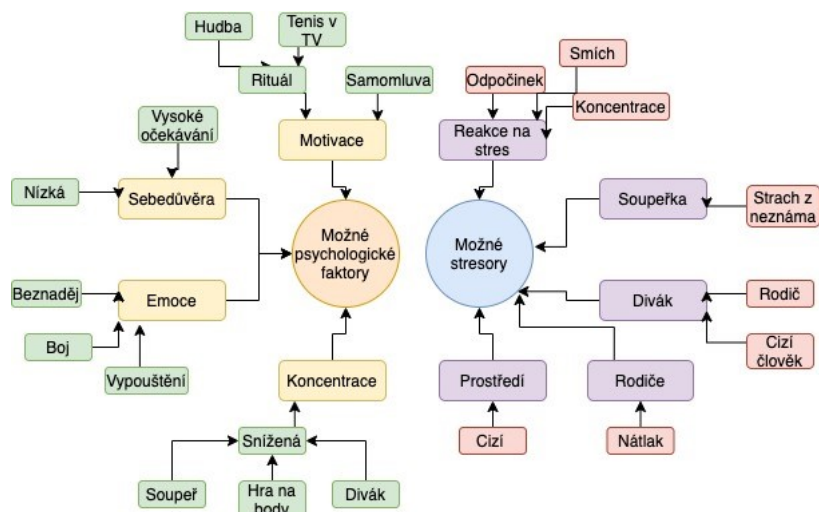 Hudba
Tenis v
TV
Rituál
Samomluva
Vysoké
očekávání
Motivace
Nízká
Sebedůvěra
Možné
psychologické
faktory
Beznaděj
Emoce
Boj
Vypouštění
Koncentrace
Snížená
Soupeř
Hra na
body
Divák
Smích
Odpočinek
Koncentrace
Reakce na
stres
Soupeřka
Strach z
neznáma
Možné
stresory
Divák
Rodič
Cizí
člověk
Prostředí
Rodiče
Cizí
Nátlak